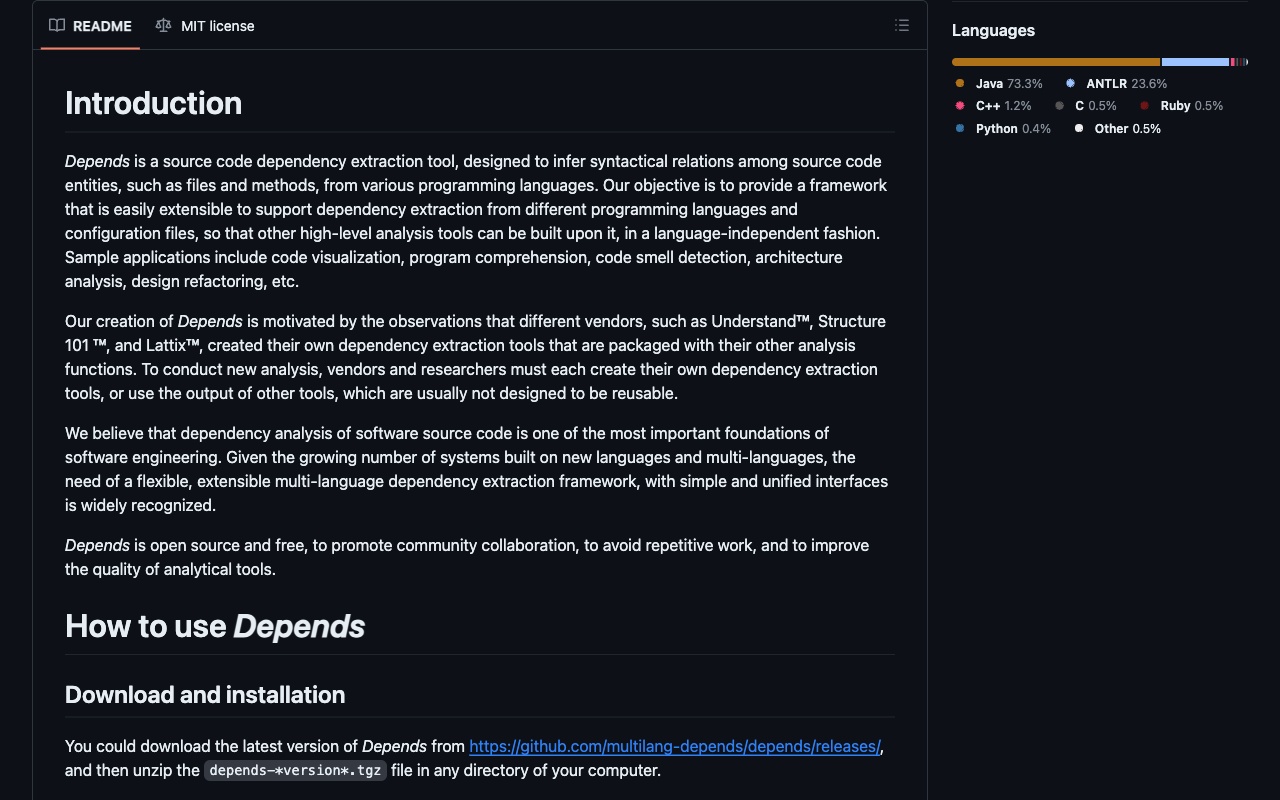 README
MIT license
Introduction
Depends is a source code dependency extraction tool, designed to infer syntactical relations among source code
entities, such as files and methods, from various programming languages. Our objective is to provide a framework
that is easily extensible to support dependency extraction from different programming languages and
configuration files, so that other high-level analysis tools can be built upon it, in a language-independent fashion.
Sample applications include code visualization, program comprehension, code smell detection, architecture
analysis, design refactoring, etc.
Our creation of Depends is motivated by the observations that different vendors, such as Understand™, Structure
101 ™, and Lattix™, created their own dependency extraction tools that are packaged with their other analysis
functions. To conduct new analysis, vendors and researchers must each create their own dependency extraction
tools, or use the output of other tools, which are usually not designed to be reusable.
We believe that dependency analysis of software source code is one of the most important foundations of
software engineering. Given the growing number of systems built on new languages and multi-languages, the
need of a flexible, extensible multi-language dependency extraction framework, with simple and unified interfaces
is widely recognized.
Depends is open source and free, to promote community collaboration, to avoid repetitive work, and to improve
the quality of analytical tools.
How to use Depends
Download and installation
You could download the latest version of Depends from https://github.com/multilang-depends/depends/releases/,
and then unzip the depends-*version*.tgz file in any directory of your computer.
Languages
Java 73.3% ANTLR 23.6%
C++ 1.2% C 0.5% Ruby 0.5%
Python 0.4% Other 0.5%